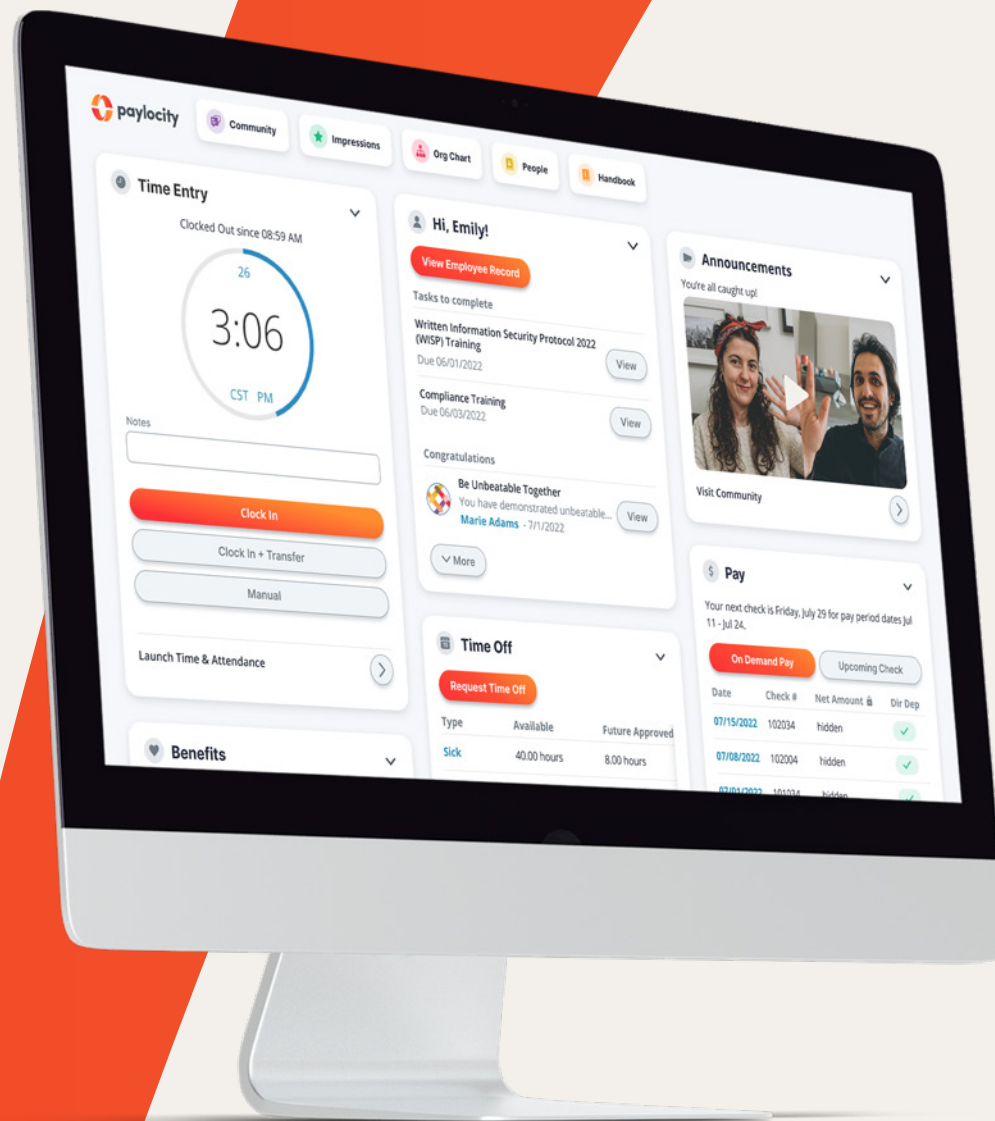 paylocity
Community
Impressions
Org Chart
People
Handbook
Time Entry
Clocked Out since 08:59 AM
26
3:06
CST PM
Notes
Clock In
Clock In + Transfer
Manual
Launch Time & Attendance
Benefits
Hi, Emily!
View Employee Record
Tasks to complete
Written Information Security Protocol 2022
(WISP) Training
Due 06/01/2022
View
Compliance Training
Due 06/03/2022
View
Congratulations
Be Unbeatable Together
You have demonstrated unbeatable...
Marie Adams - 7/1/2022
View
More
Time Off
Request Time Off
Type Available Future Approved
Sick 40.00 hours 8.00 hours
Announcements
You're all caught up!
Visit Community
$ Pay
Your next check is Friday, July 29 for pay period dates Jul
11 - Jul 24.
On Demand Pay
Upcoming Check
Date Check # Net Amount Dir Dep
07/15/2022 102034 hidden
07/08/2022 102004 hidden
07/01/2022 101034 hidden